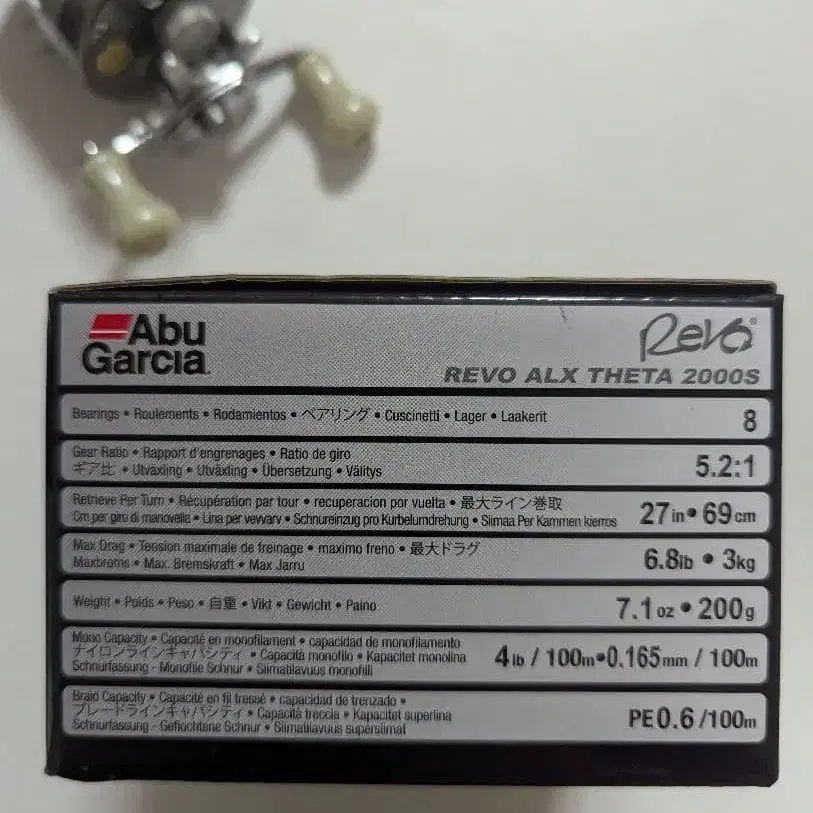 Abu
Garcia
Revo
REVO ALX THETA 2000S
Bearings • Roulements • Rodamientos • ベアリング • Cuscinetti • Lager • Laakerit
8
Gear Ratio • Rapport d'engrenages • Ratio de giro
ギア比 • Utväxling • Utväxling • Übersetzung • Välitys
5.2:1
Retrieve Per Turn • Récupération par tour • recuperacion por vuelta • 最大ライン巻取
Cm per giro di manovella • Lina per vevvarv • Schnureinzug pro Kurbelumdrehung • Siimaa Per Kammen kierros
27in • 69cm
Max Drag • Tension maximale de freinage • maximo freno • 最大ドラグ
Maxbroms • Max. Bremskraft • Max Jarru
6.8lb • 3kg
Weight • Poids • Peso • 自重 • Vikt • Gewicht • Paino
7.1oz • 200g
Mono Capacity • Capacité en monofilament • capacidad de monofilamento
ナイロンラインキャパシティ • Capacità monofilo • Kapacitet monolina
Schnurfassung - Monofile Schnur • Siimatilavuus monofiili
4lb / 100m•0.165mm / 100m
Braid Capacity • Capacité en fil tressé • capacidad de trenzado •
ブレードラインキャパシティ • Capacità treccia • Kapacitet superlina
Schnurfassung - Geflochtene Schnur • Siimatilavuus supersiimat
PE0.6/100m